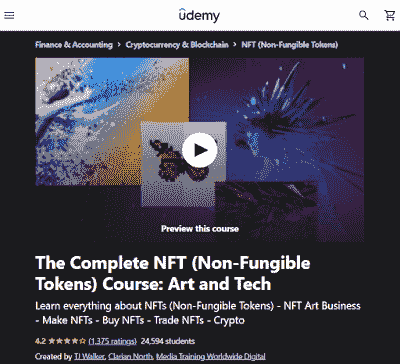 udemy
Finance & Accounting > Cryptocurrency & Blockchain > NFT (Non-Fungible Tokens)
Preview this course
The Complete NFT (Non-Fungible
Tokens) Course: Art and Tech
Learn everything about NFTs (Non-Fungible Tokens) - NFT Art Business
- Make NFTs - Buy NFTs - Trade NFTs - Crypto
4.2 ★★★★☆ (1,375 ratings) 24,594 students
Created by TJ Walker, Clarian North, Media Training Worldwide Digital